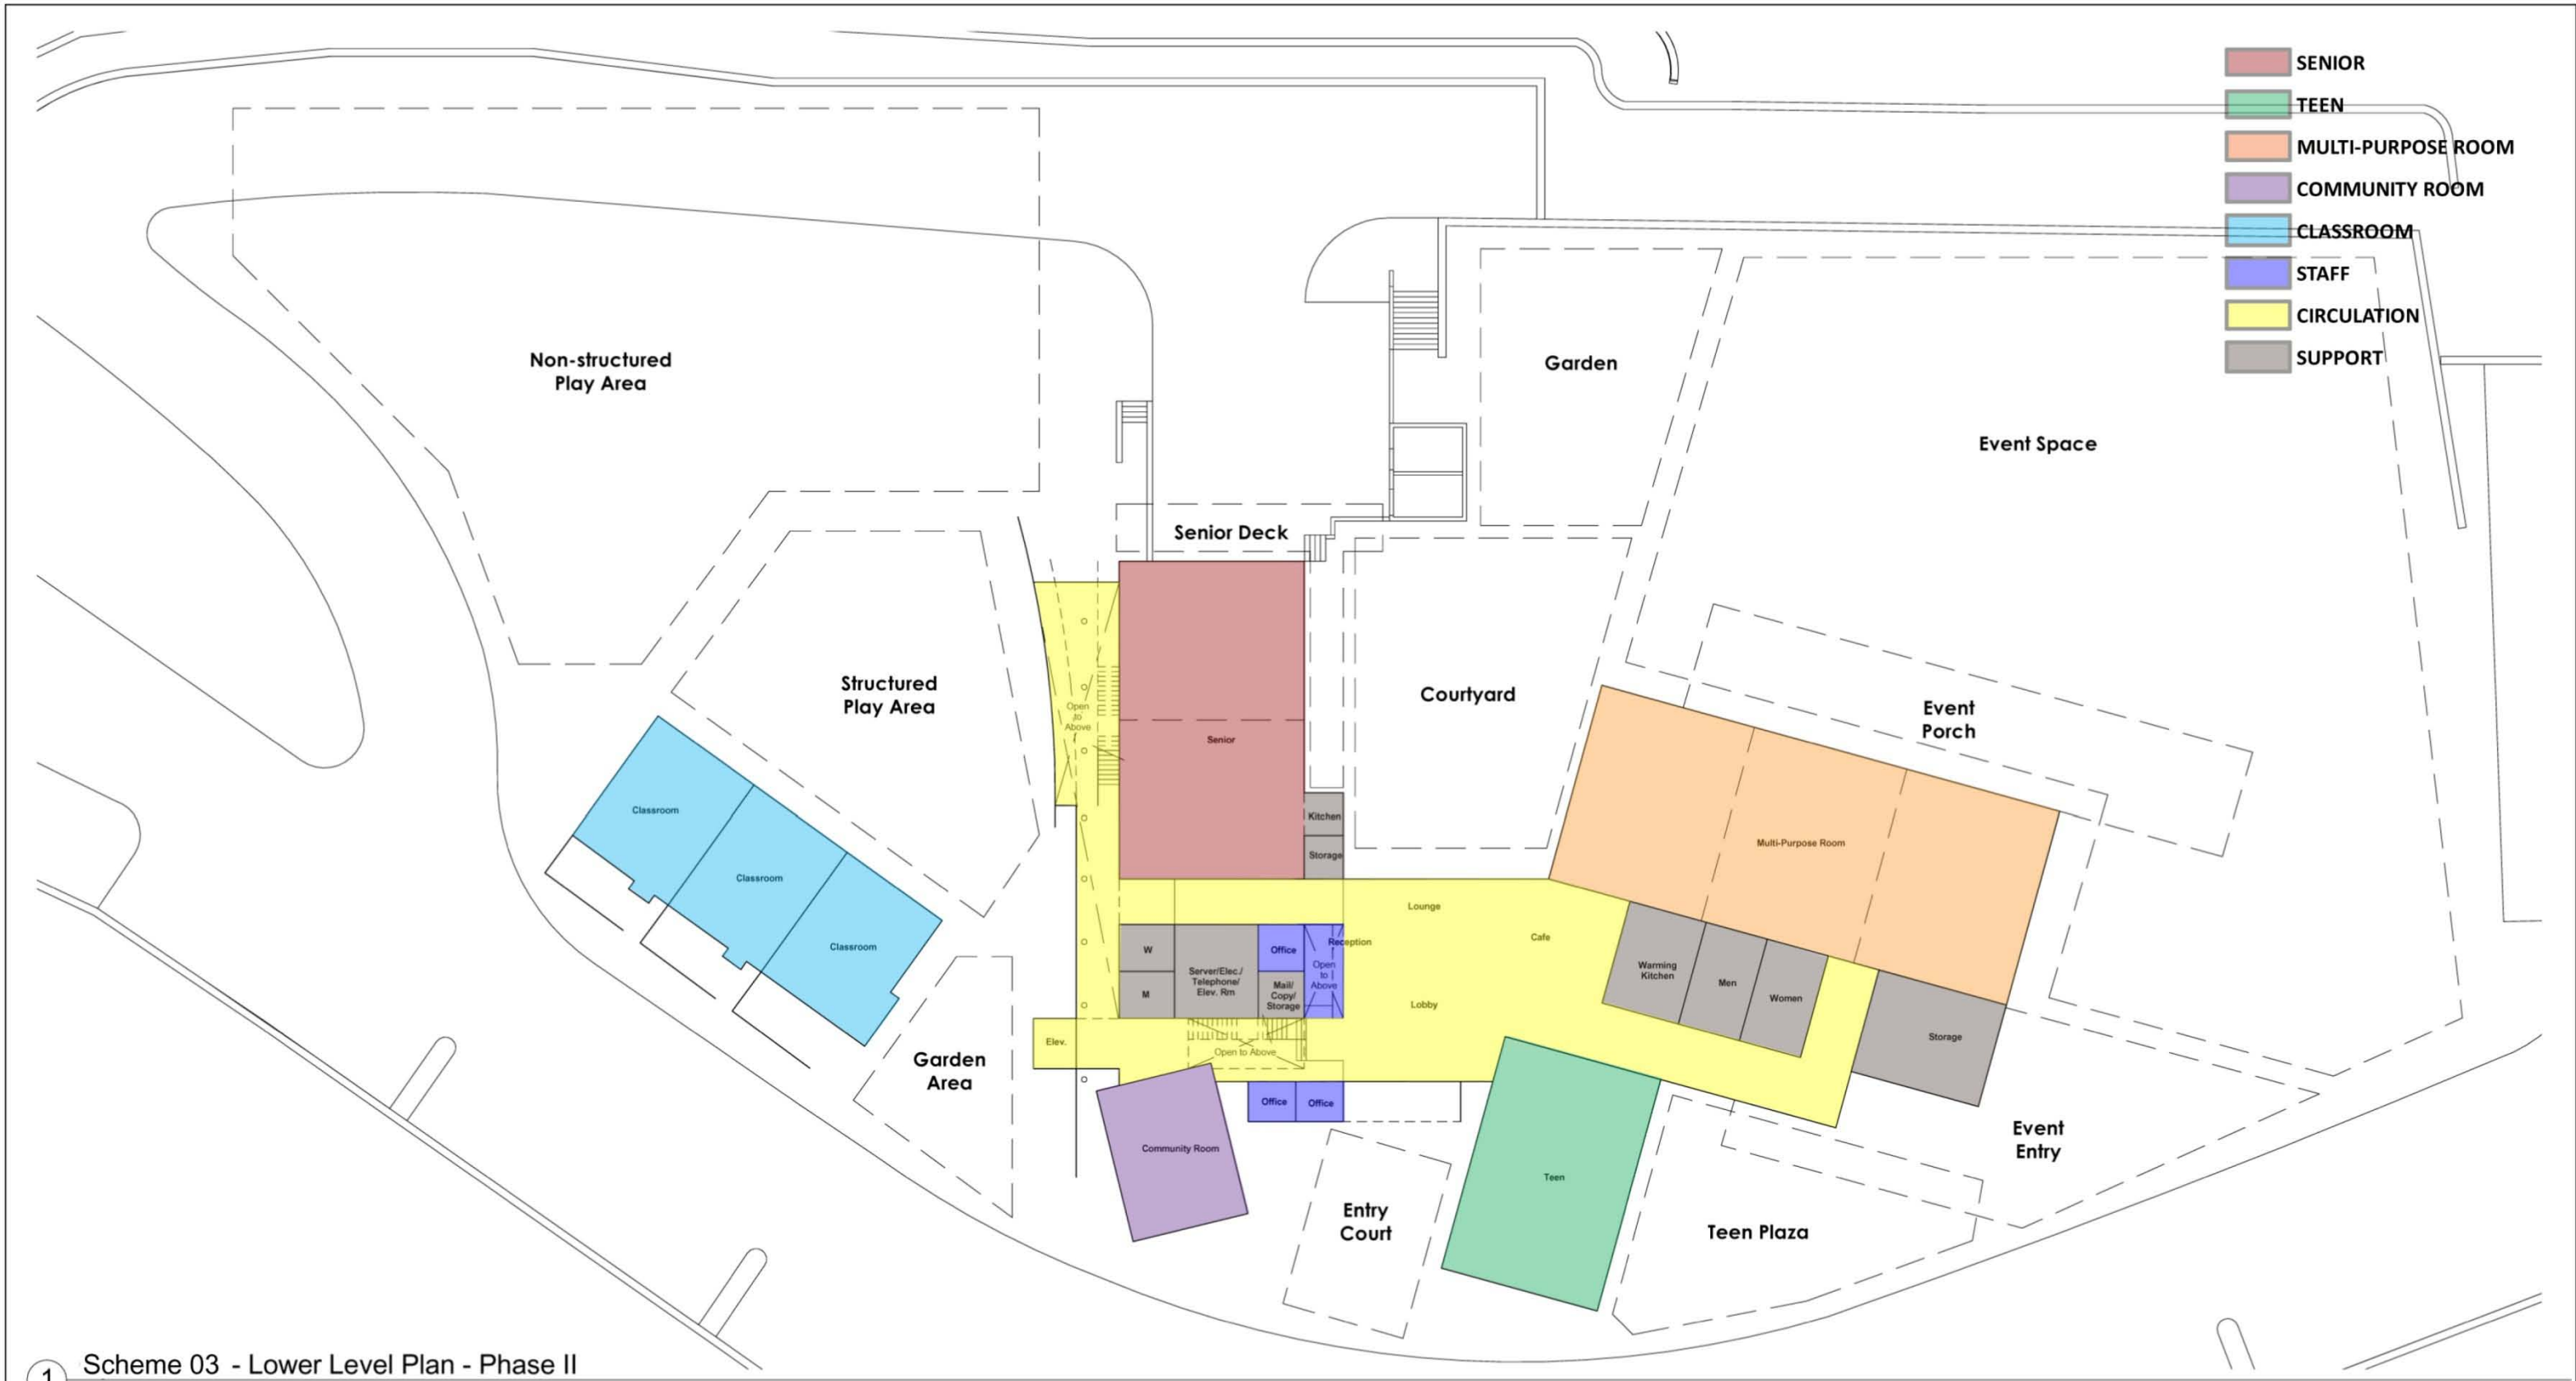 SENIOR
TEEN
MULTI-PURPOSE ROOM
COMMUNITY ROOM
CLASSROOM
STAFF
CIRCULATION
SUPPORT
Non-structured
Play Area
Garden
Event Space
Senior Deck
Structured
Play Area
Open
to
Above
Senior
Courtyard
Event
Porch
Classroom
Classroom
Classroom
Kitchen
Storage
Multi-Purpose Room
Lounge
Cafe
Reception
W
M
Server/Elec./
Telephone/
Elev. Rm
Office
Mail/
Copy/
Storage
Open
to
Above
Lobby
Warming
Kitchen
Men
Women
Storage
Elev.
Open to Above
Garden
Area
Office
Office
Community Room
Teen
Entry
Court
Teen Plaza
Event
Entry
1
Scheme 03 - Lower Level Plan - Phase II